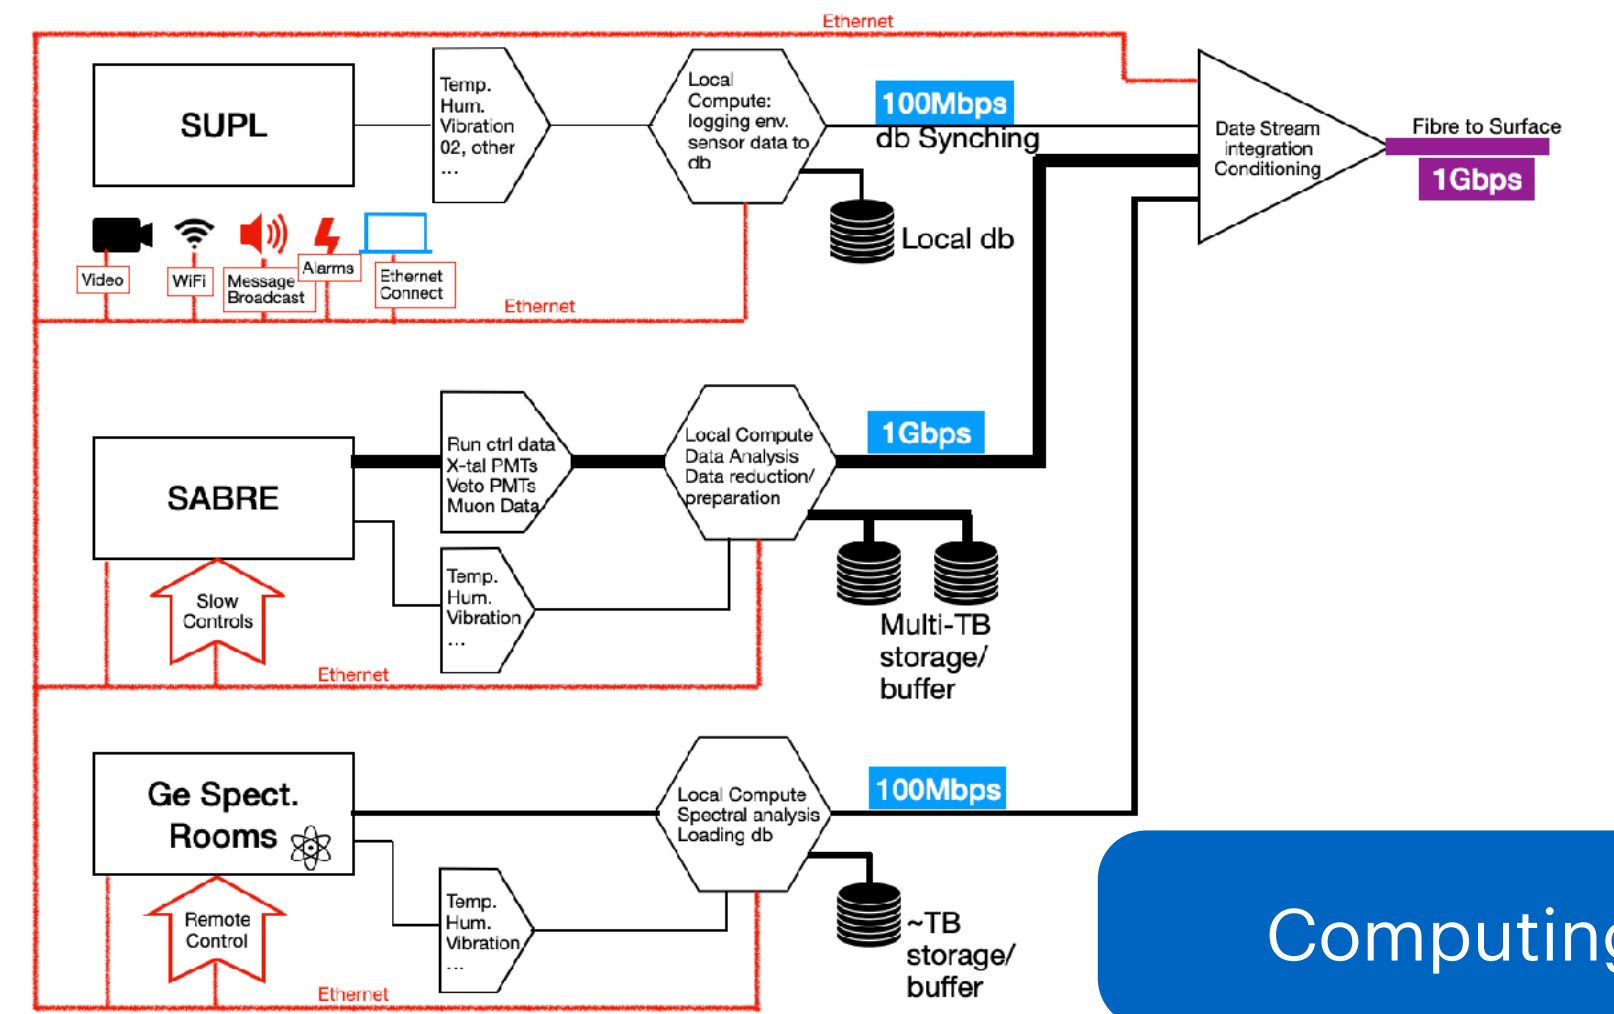 Ethernet
SUPL
Temp.
Hum.
Vibration
02, other
...
Local
Compute:
logging env.
sensor data to
db
100Mbps
db Synching
Local db
Date Stream
integration
Conditioning
Fibre to Surface
1Gbps
Video
WiFi
Message
Broadcast
Alarms
Ethernet
Connect
Ethernet
SABRE
Run ctrl data
X-tal PMTs
Veto PMTs
Muon Data
Local Compute
Data Analysis
Data reduction/
preparation
1Gbps
Temp.
Hum.
Vibration
...
Multi-TB
storage/
buffer
Slow
Controls
Ethernet
Ge Spect.
Rooms
Local Compute
Spectral analysis
Loading db
100Mbps
Temp.
Hum.
Vibration
...
~TB
storage/
buffer
Remote
Control
Ethernet
Computing